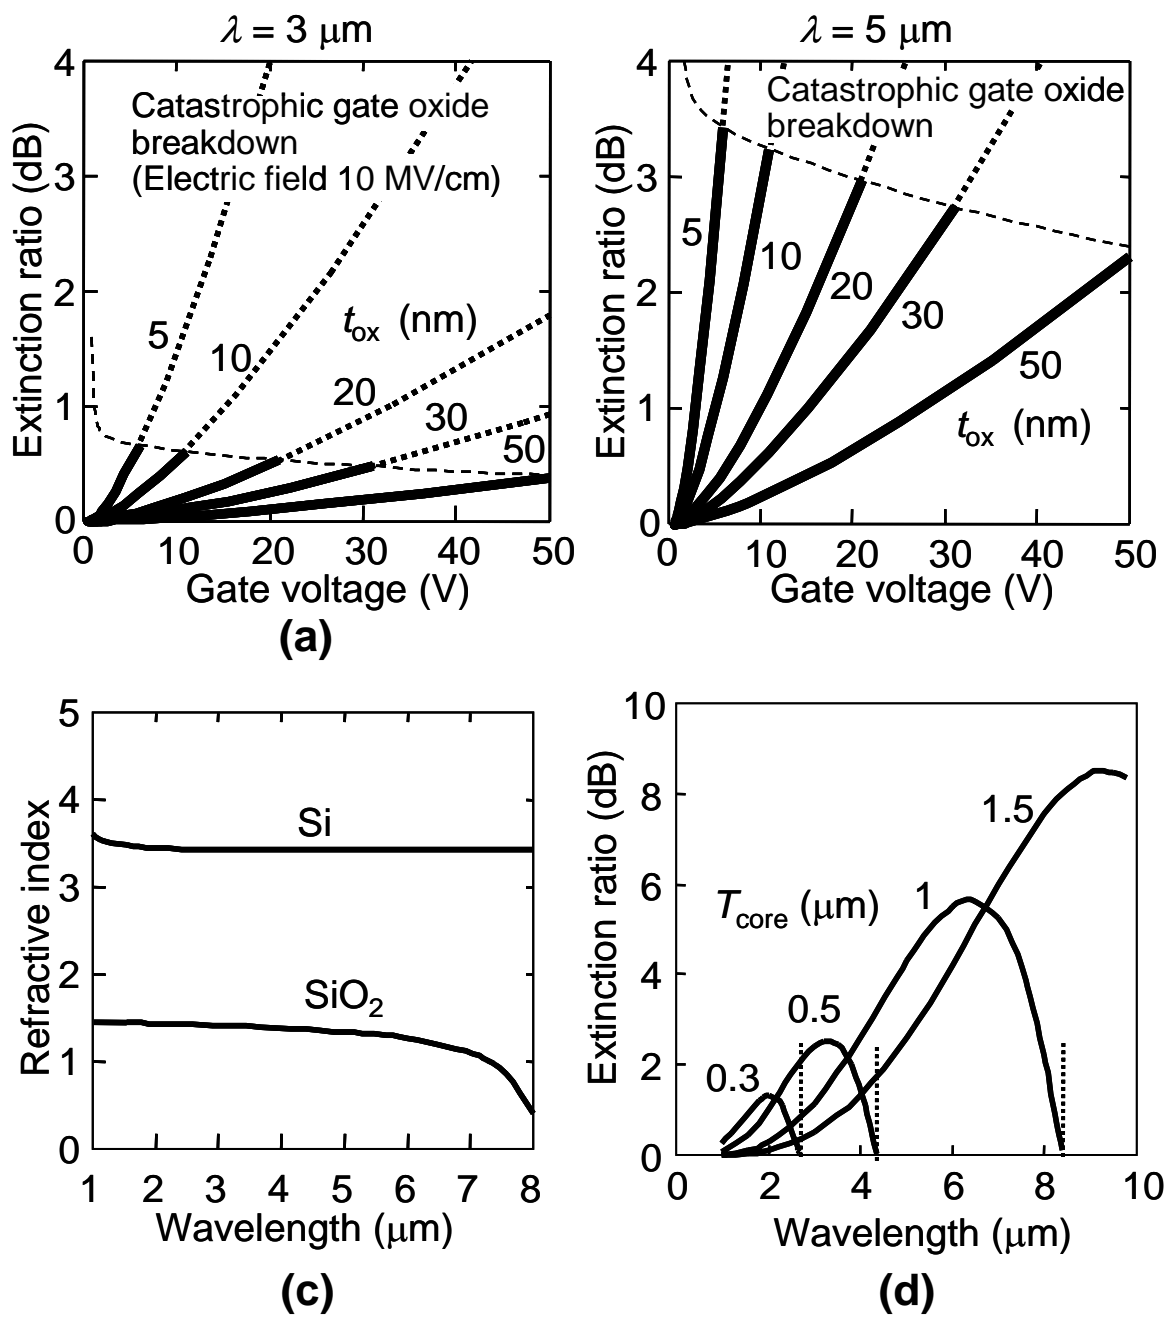 λ = 3 μm
4
3
2
1
0
Extinction ratio (dB)
Catastrophic gate oxide
breakdown
(Electric field 10 MV/cm)
5
10
tox (nm)
20
30
50
0 10 20 30 40 50
Gate voltage (V)
(a)
λ = 5 μm
4
3
2
1
0
Extinction ratio (dB)
Catastrophic gate oxide
breakdown
5
10
20
30
50
tox (nm)
0 10 20 30 40 50
Gate voltage (V)
5
4
3
2
1
0
Refractive index
Si
SiO2
1 2 3 4 5 6 7 8
Wavelength (μm)
(c)
10
8
6
4
2
0
Extinction ratio (dB)
1.5
Tcore (μm)
1
0.5
0.3
0 2 4 6 8 10
Wavelength (μm)
(d)